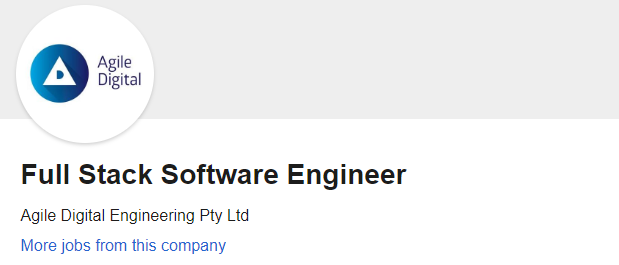 Agile
Digital
Full Stack Software Engineer
Agile Digital Engineering Pty Ltd
More jobs from this company